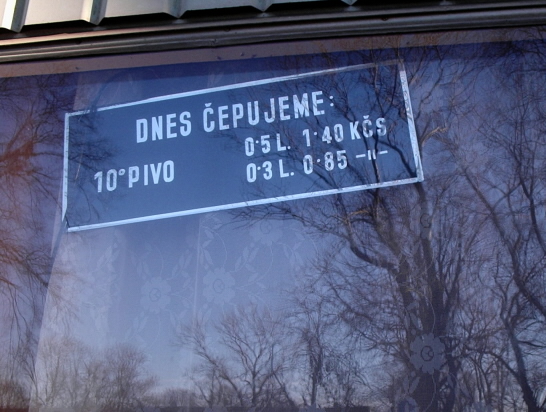 DNES ČEPUJEME:
0·5 L. 1·40 KČS
10° PIVO
0·3 L. 0·85 -"-